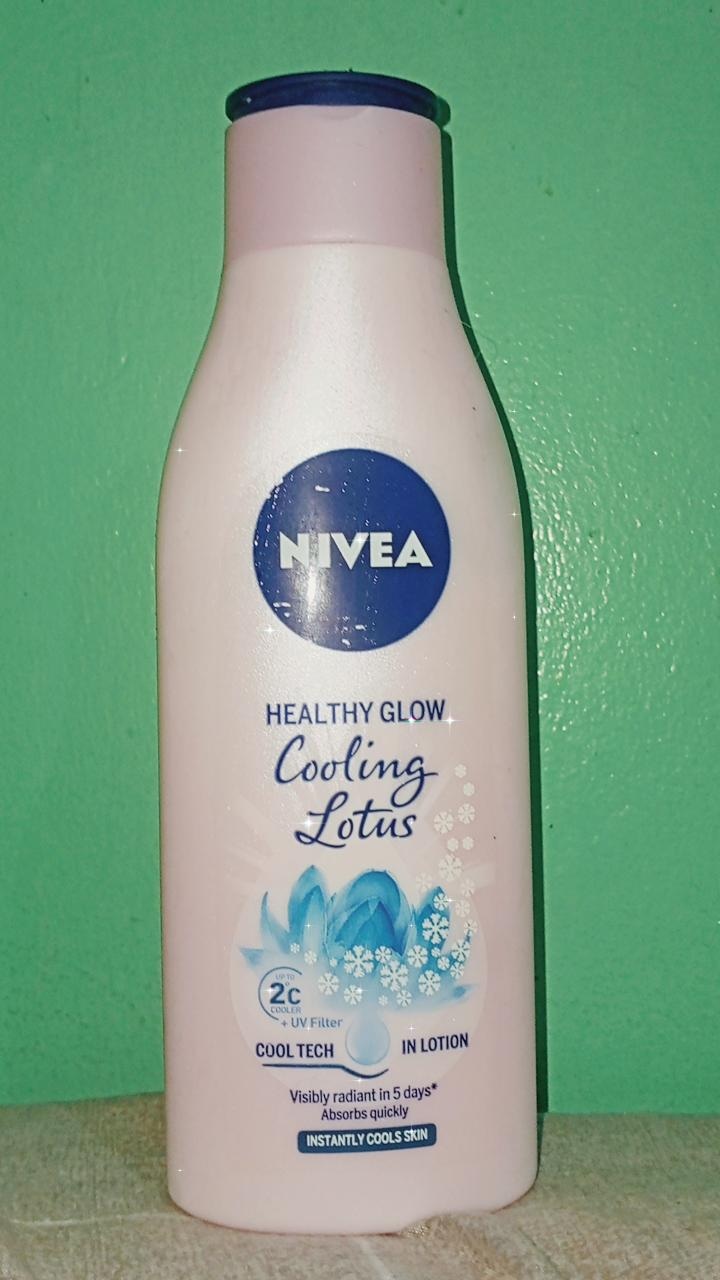 NIVEA
HEALTHY GLOW
Cooling
Lotus
UP TO
2°C
COOLER
+ UV Filter
COOL TECH IN LOTION
Visibly radiant in 5 days*
Absorbs quickly
INSTANTLY COOLS SKIN